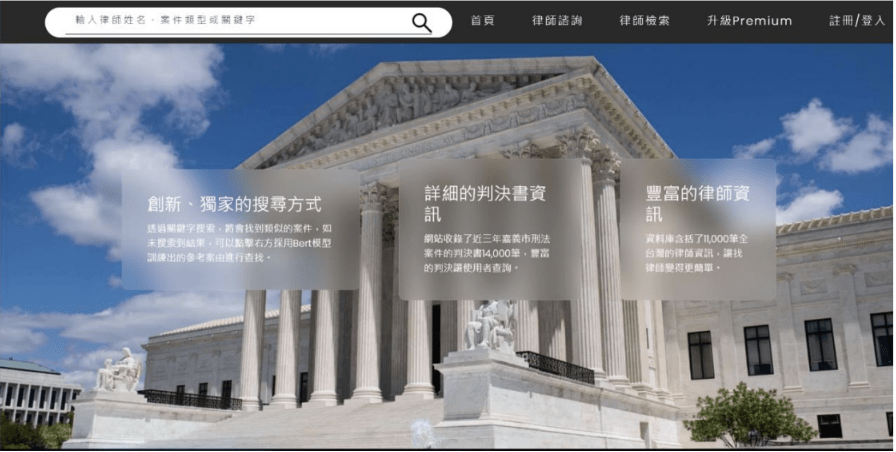 輸入律師姓名、案件類型或關鍵字
首頁
律師諮詢
律師檢索
升級Premium
註冊/登入
創新、獨家的搜尋方式
透過關鍵字搜索，將會找到類似的案件，如
未搜索到結果，可以點擊右方採用Bert模型
訓練出的參考案由進行查找。
詳細的判決書資
訊
網站收錄了近三年嘉義市刑法
案件的判決書14,000筆，豐富
的判決讓使用者查詢。
豐富的律師資
訊
資料庫含括了11,000筆全
台灣的律師資訊，讓找
律師變得更簡單。